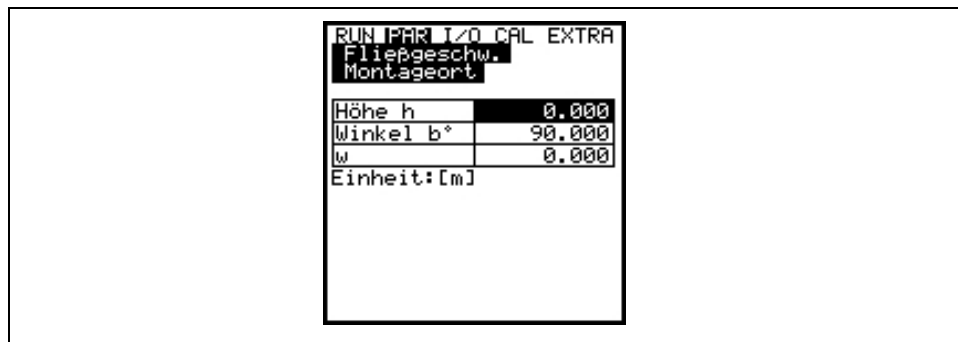 RUN PAR I/O CAL EXTRA
Fließgeschw.
Montageort
Höhe h 0.000
Winkel b° 90.000
w 0.000
Einheit:[m]